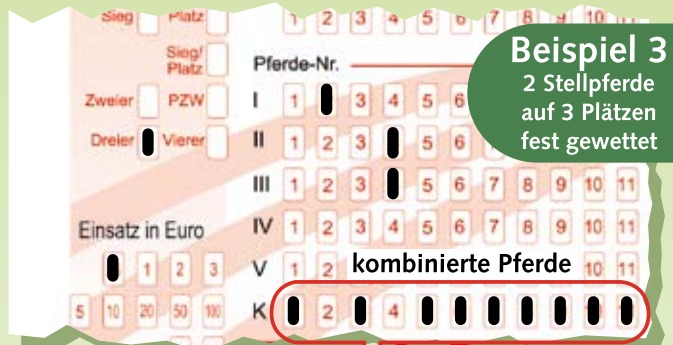 Sieg Platz 1 2 3 4 5 6 7 8 9 10 11
Sieg/
Platz
Pferde-Nr.
Zweier PZW I 1 3 4 5 6
Dreier Vierer II 1 2 3 5 6
III 1 2 3 5 6 7 8 9 10 11
Einsatz in Euro IV 1 2 3 4 5 6 7 8 9 10 11
1 2 3 V 1 2 kombinierte Pferde 10 11
5 10 20 50 100 K 2 4
Beispiel 3
2 Stellpferde
auf 3 Plätzen
fest gewettet